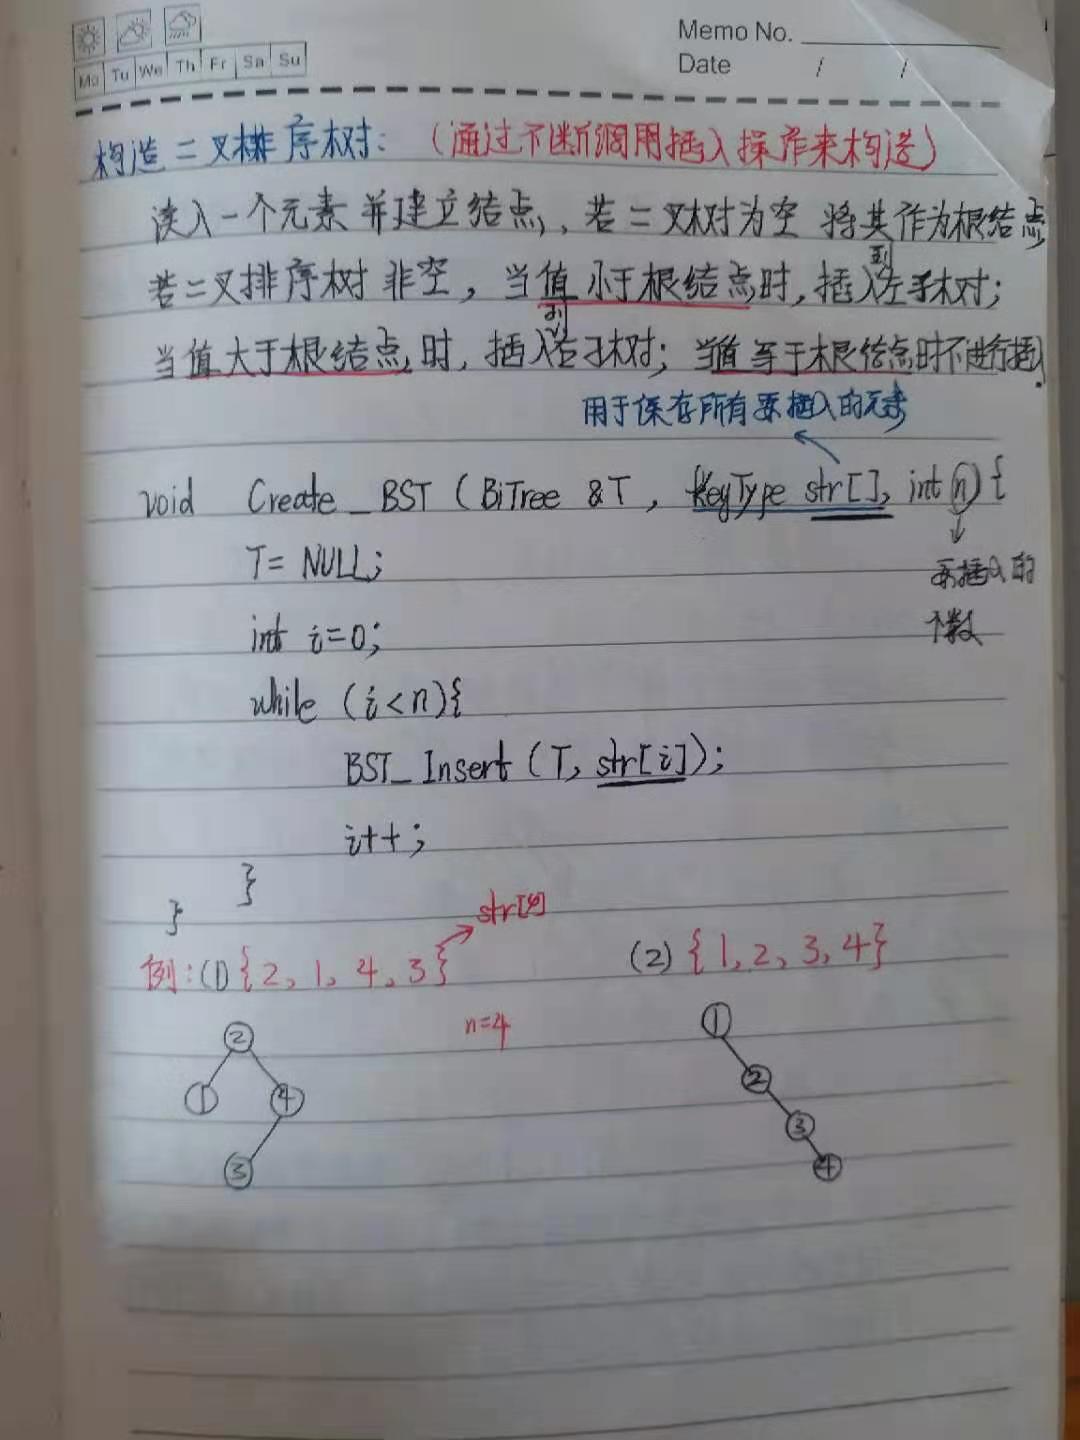 Memo No.
Mo Tu We Th Fr Sa Su
Date / /
构造二叉排序树：（通过不断调用插入操作来构造）
读入一个元素并建立结点，若二叉树为空 将其作为根结点
若二叉排序树 非空，当值 小于根结点时，插入到左子树；
当值大于根结点 时，插入到右子树；当值 等于根结点时不进行插入.
用于保存所有要插入的元素
void Create_BST (BiTree &T, KeyType str[], int n){
T= NULL;
要插入的
个数
int i=0;
while (i<n){
BST_Insert (T, str[i]);
i++;
}
}
str[4]
例：(1) {2, 1, 4, 3}
(2) {1, 2, 3, 4}
n=4
2
1 4
3
1
2
3
4